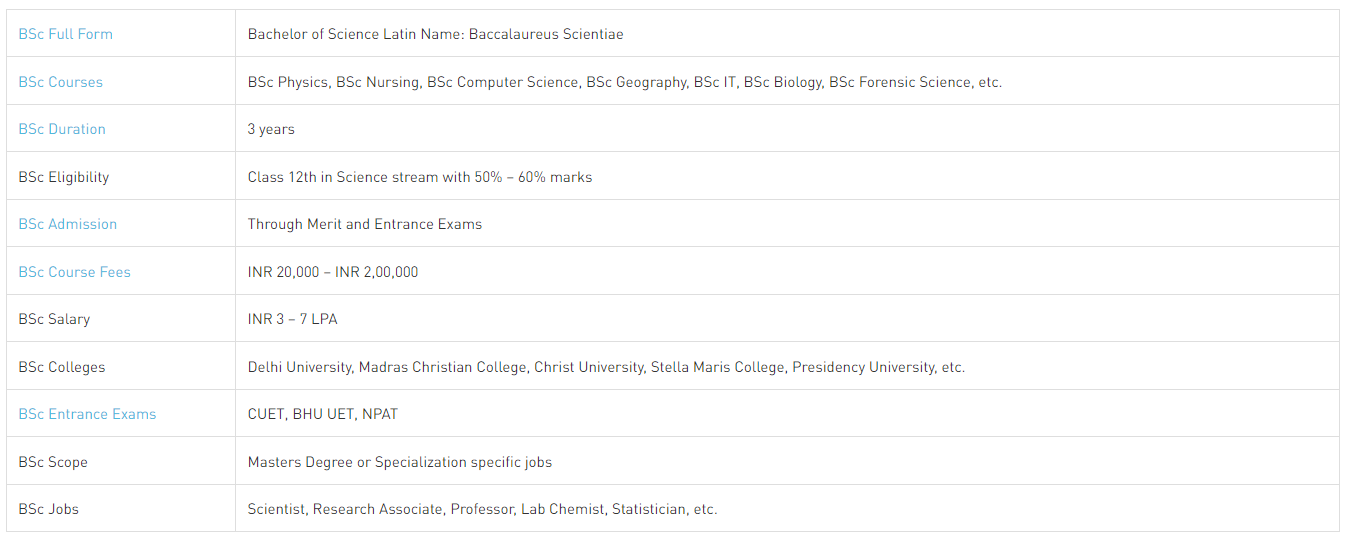 BSc Full Form Bachelor of Science Latin Name: Baccalaureus Scientiae
BSc Courses BSc Physics, BSc Nursing, BSc Computer Science, BSc Geography, BSc IT, BSc Biology, BSc Forensic Science, etc.
BSc Duration 3 years
BSc Eligibility Class 12th in Science stream with 50% – 60% marks
BSc Admission Through Merit and Entrance Exams
BSc Course Fees INR 20,000 – INR 2,00,000
BSc Salary INR 3 – 7 LPA
BSc Colleges Delhi University, Madras Christian College, Christ University, Stella Maris College, Presidency University, etc.
BSc Entrance Exams CUET, BHU UET, NPAT
BSc Scope Masters Degree or Specialization specific jobs
BSc Jobs Scientist, Research Associate, Professor, Lab Chemist, Statistician, etc.